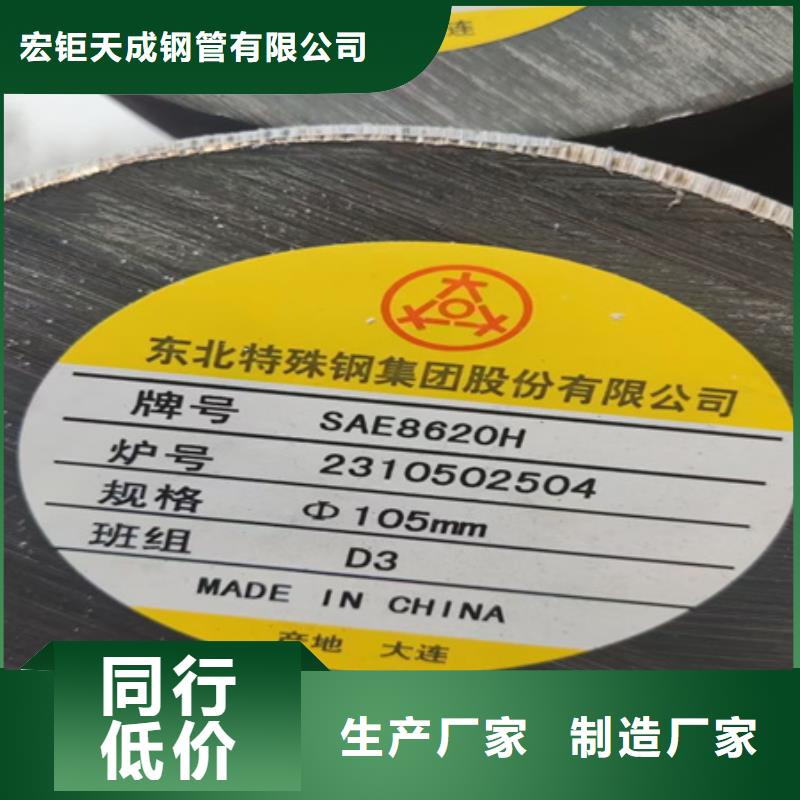 宏钜天成钢管有限公司
连
东北特殊钢集团股份有限公司
牌号 SAE8620H
炉号 2310502504
规格 Φ105mm
班组 D3
MADE IN CHINA
产地 大连
同行
低价
生产厂家 制造厂家